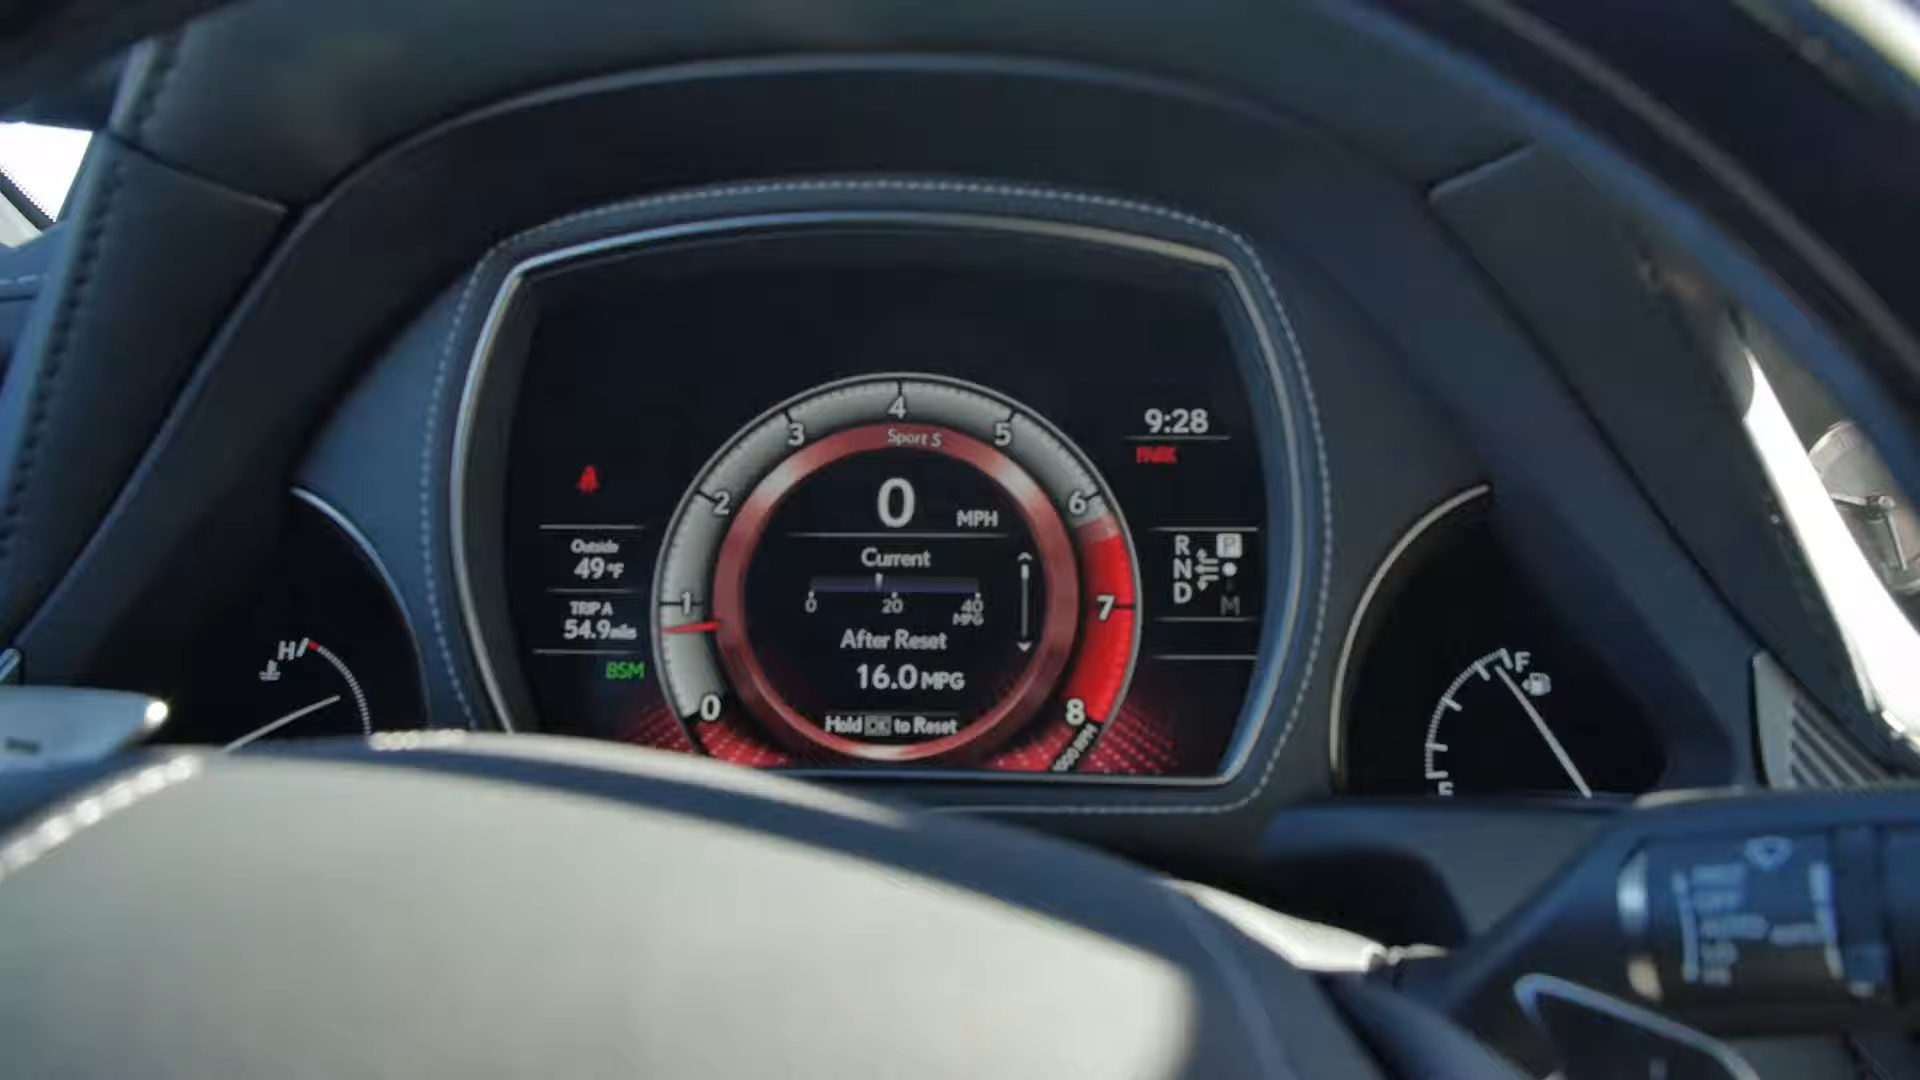 4
3
5
Sport S
9:28
PARK
2
6
0 MPH
Outside
49°F
Current
R P
N
D M
1
7
0 20 40
MPG
TRIP A
54.9miles
After Reset
BSM
16.0MPG
H
F
0
8
Hold OK to Reset